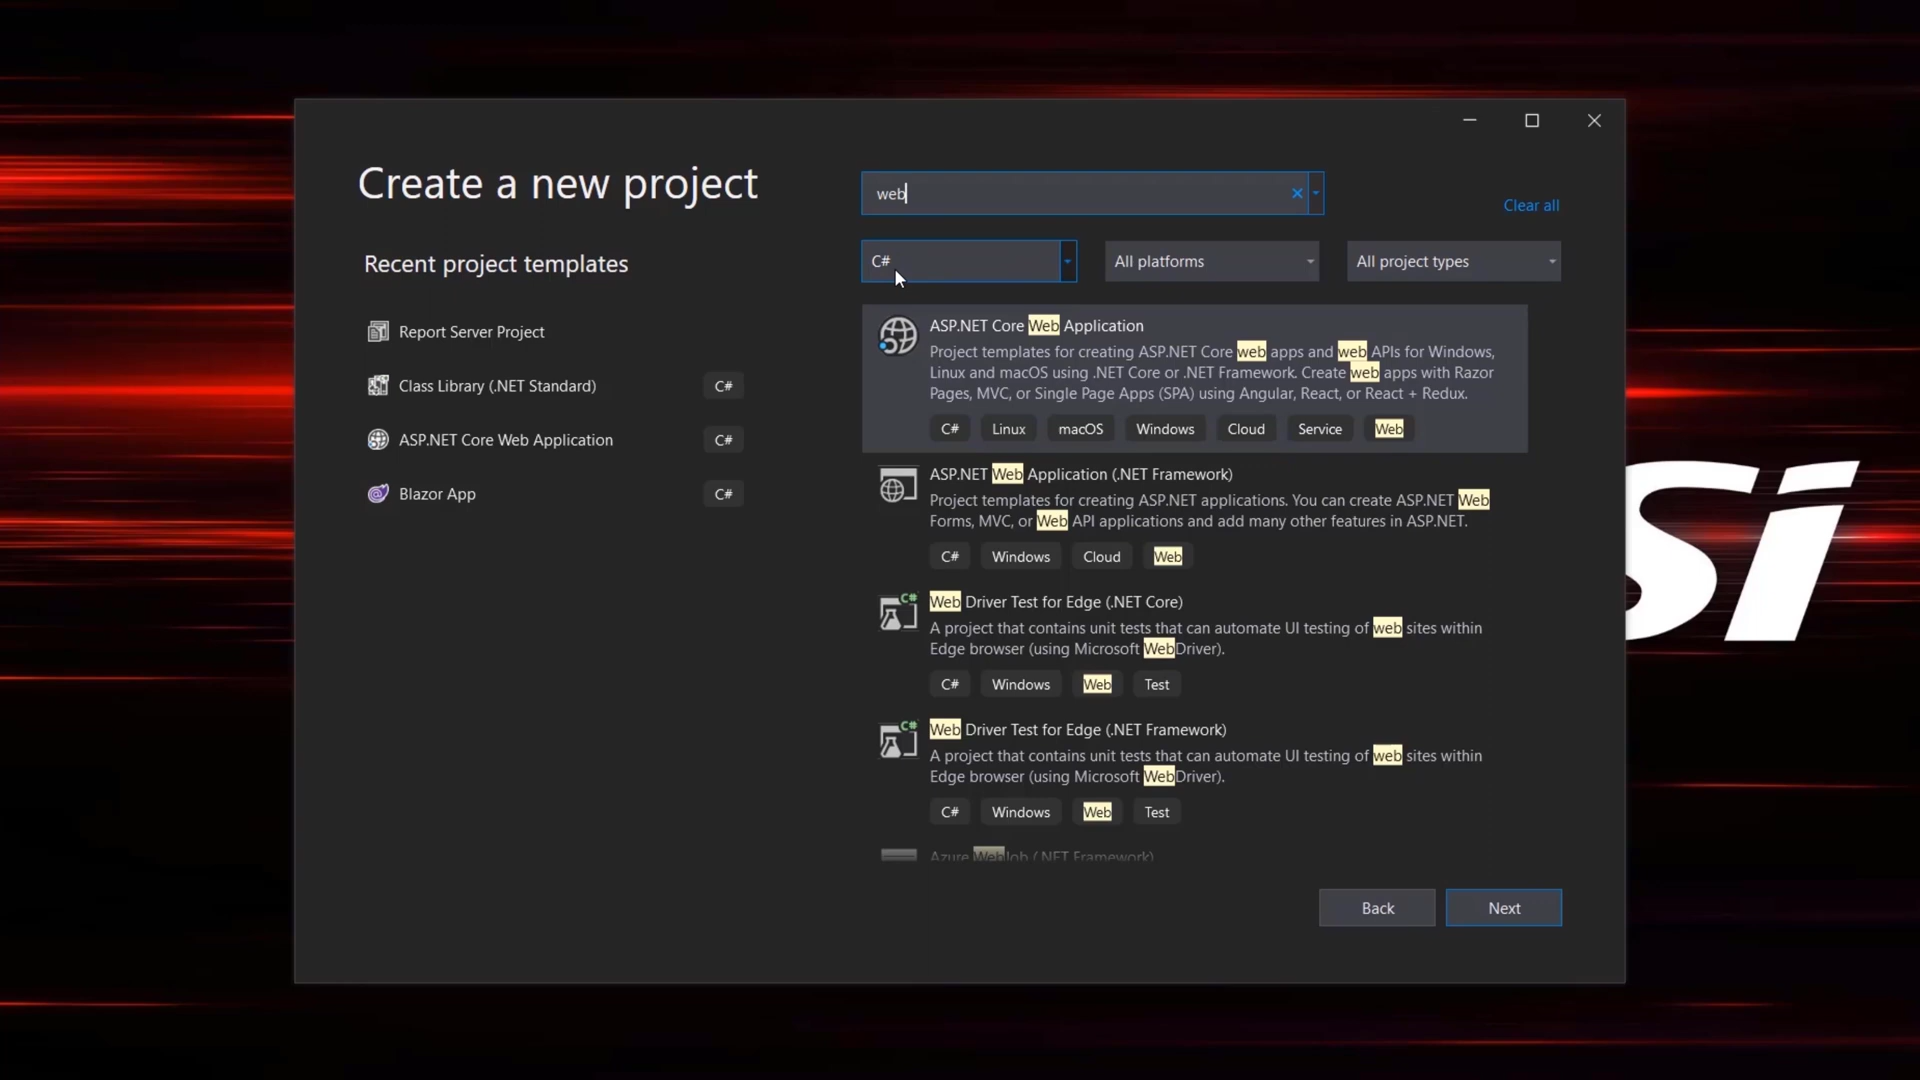 Create a new project
web
Clear all
C#
All platforms
All project types
Recent project templates
Report Server Project
Class Library (.NET Standard)
C#
ASP.NET Core Web Application
C#
Blazor App
C#
ASP.NET Core Web Application
Project templates for creating ASP.NET Core web apps and web APIs for Windows,
Linux and macOS using .NET Core or .NET Framework. Create web apps with Razor
Pages, MVC, or Single Page Apps (SPA) using Angular, React, or React + Redux.
C# Linux macOS Windows Cloud Service Web
ASP.NET Web Application (.NET Framework)
Project templates for creating ASP.NET applications. You can create ASP.NET Web
Forms, MVC, or Web API applications and add many other features in ASP.NET.
C# Windows Cloud Web
C#
Web Driver Test for Edge (.NET Core)
A project that contains unit tests that can automate UI testing of web sites within
Edge browser (using Microsoft WebDriver).
C# Windows Web Test
C#
Web Driver Test for Edge (.NET Framework)
A project that contains unit tests that can automate UI testing of web sites within
Edge browser (using Microsoft WebDriver).
C# Windows Web Test
Azure WebJob (.NET Framework)
Back
Next
si